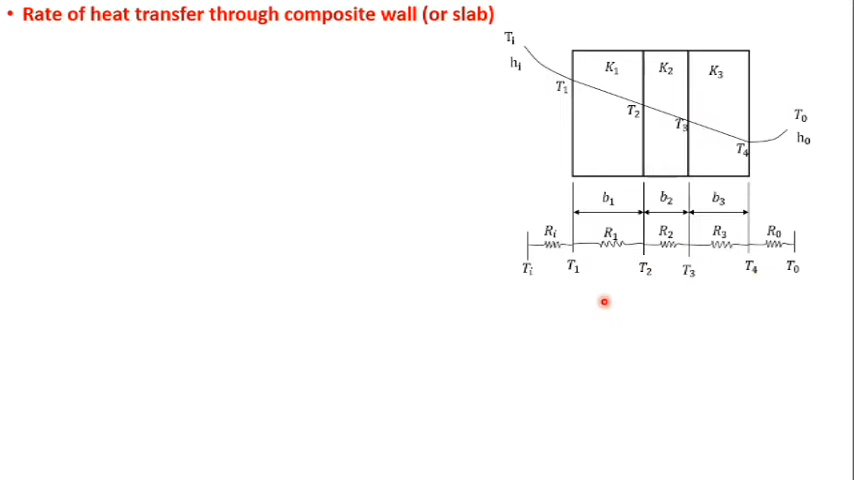 • Rate of heat transfer through composite wall (or slab)
Tᵢ
hᵢ
K₁ K₂ K₃
T₁
T₂
T₃
T₄
T₀
h₀
b₁ b₂ b₃
Rᵢ R₁ R₂ R₃ R₀
Tᵢ T₁ T₂ T₃ T₄ T₀